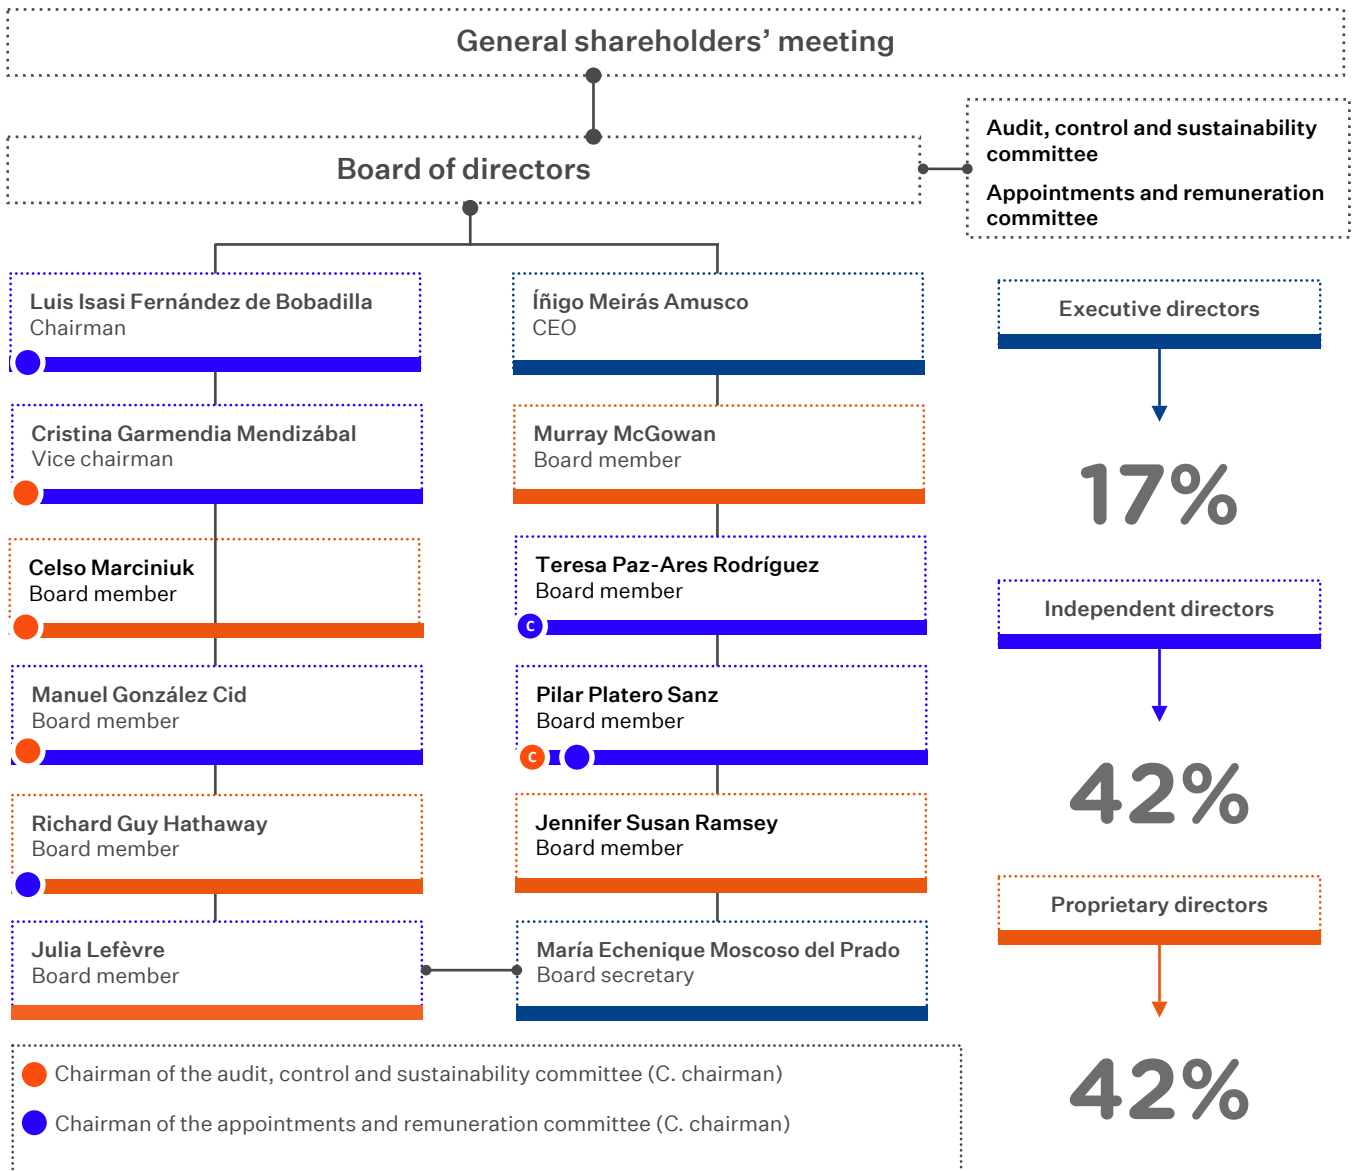 General shareholders’ meeting
Board of directors
Audit, control and sustainability
committee
Appointments and remuneration
committee
Luis Isasi Fernández de Bobadilla
Chairman
Íñigo Meirás Amusco
CEO
Executive directors
17%
Cristina Garmendia Mendizábal
Vice chairman
Murray McGowan
Board member
Celso Marciniuk
Board member
Teresa Paz-Ares Rodríguez
Board member
C
Independent directors
42%
Manuel González Cid
Board member
Pilar Platero Sanz
Board member
C
Richard Guy Hathaway
Board member
Jennifer Susan Ramsey
Board member
Proprietary directors
42%
Julia Lefèvre
Board member
María Echenique Moscoso del Prado
Board secretary
Chairman of the audit, control and sustainability committee (C. chairman)
Chairman of the appointments and remuneration committee (C. chairman)